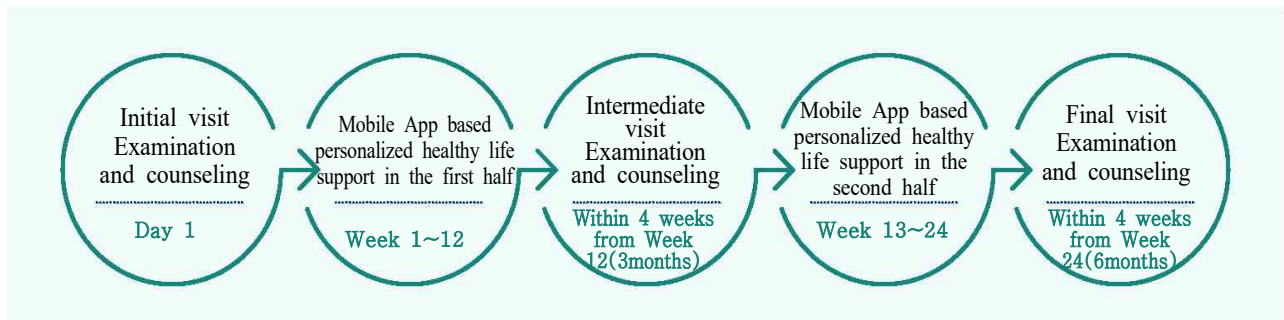 Initial visit
Examination
and counseling
Day 1
Mobile App based
personalized healthy life
support in the first half
Week 1~12
Intermediate
visit
Examination
and counseling
Within 4 weeks
from Week
12(3months)
Mobile App based
personalized healthy
life support in the
second half
Week 13~24
Final visit
Examination
and counseling
Within 4 weeks
from Week
24(6months)